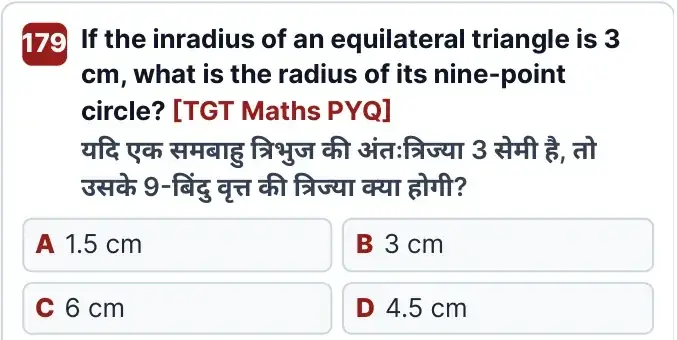 179 If the inradius of an equilateral triangle is 3
cm, what is the radius of its nine-point
circle? [TGT Maths PYQ]
यदि एक समबाहु त्रिभुज की अंतःत्रिज्या 3 सेमी है, तो
उसके 9-बिंदु वृत्त की त्रिज्या क्या होगी?
A 1.5 cm
B 3 cm
C 6 cm
D 4.5 cm